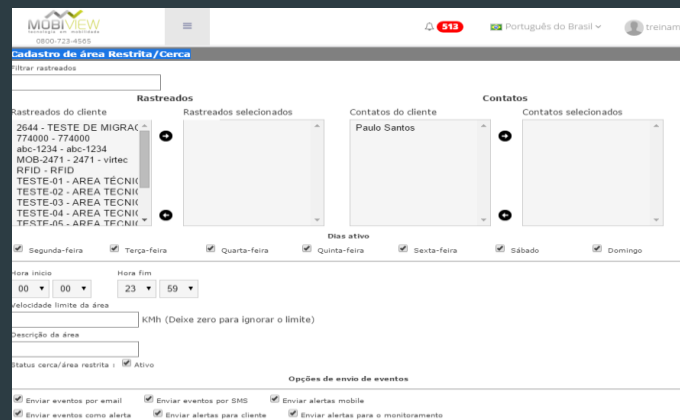 MOBIVIEW
tecnologia em mobilidade
0800-723-4565
513
Português do Brasil
treinam
Cadastro de área Restrita/Cerca
Filtrar rastreados
Rastreados
Contatos
Rastreados do cliente
Rastreados selecionados
Contatos do cliente
Contatos selecionados
2644 - TESTE DE MIGRAÇ
774000 - 774000
abc-1234 - abc-1234
MOB-2471 - 2471 - virtec
RFID - RFID
TESTE-01 - AREA TÉCNIC
TESTE-02 - AREA TECNIC
TESTE-03 - AREA TECNIC
TESTE-04 - AREA TECNIC
TESTE-05 - AREA TECNIC
Paulo Santos
Dias ativo
Segunda-feira Terça-feira Quarta-feira Quinta-feira Sexta-feira Sábado Domingo
Hora inicio
Hora fim
00 00 23 59
Velocidade limite da área
KMh (Deixe zero para ignorar o limite)
Descrição da área
Status cerca/área restrita : Ativo
Opções de envio de eventos
Enviar eventos por email Enviar eventos por SMS Enviar alertas mobile
Enviar eventos como alerta Enviar alertas para cliente Enviar alertas para o monitoramento